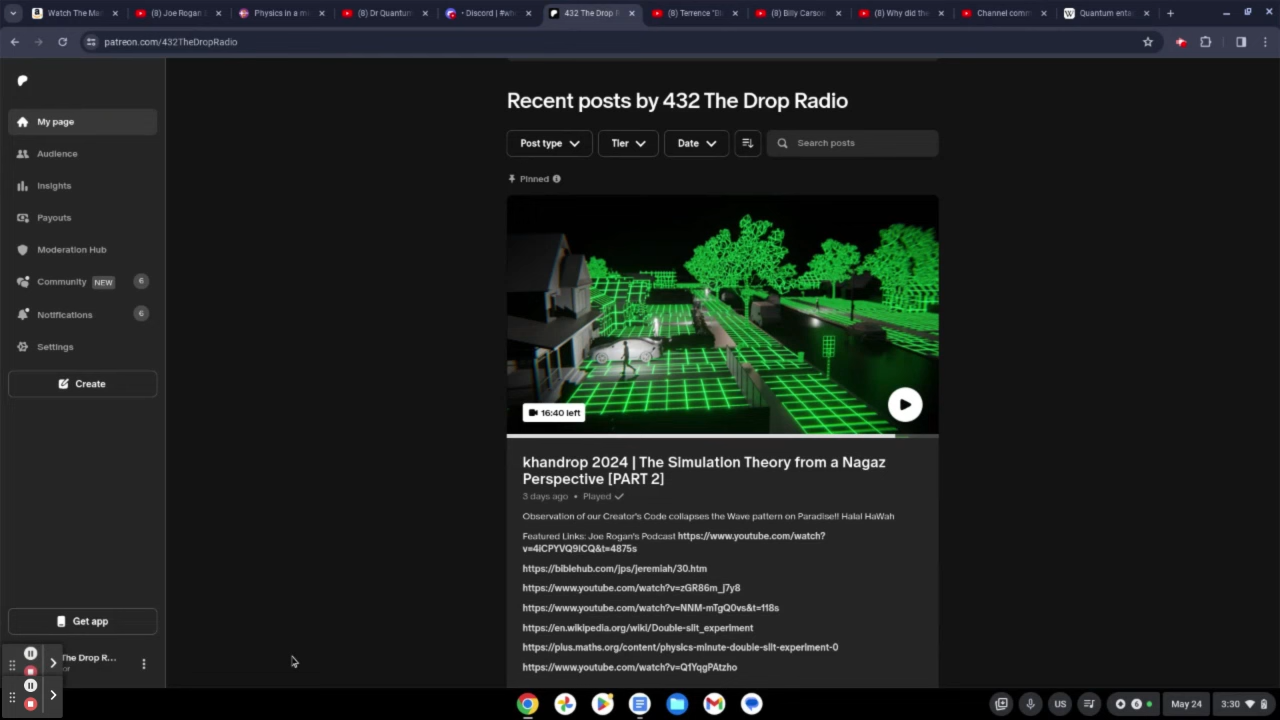 Watch The Ma
(8) Joe Rogan
Physics in a m
(8) Dr Quantum
• Discord | #wh
432 The Drop R
(8) Terrence "
(8) Billy Carson
(8) Why did the
Channel com
Quantum enta
patreon.com/432TheDropRadio
My page
Audience
Insights
Payouts
Moderation Hub
Community NEW 6
Notifications 6
Settings
Create
Get app
The Drop R...
or
Recent posts by 432 The Drop Radio
Post type Tier Date Search posts
Pinned
16:40 left
khandrop 2024 | The Simulation Theory from a Nagaz
Perspective [PART 2]
3 days ago • Played
Observation of our Creator's Code collapses the Wave pattern on Paradise!! Halal HaWah
Featured Links: Joe Rogan's Podcast https://www.youtube.com/watch?
v=4ICPYVQ9ICQ&t=4875s
https://biblehub.com/jps/jeremiah/30.htm
https://www.youtube.com/watch?v=zGR86m_j7y8
https://www.youtube.com/watch?v=NNM-mTgQ0vs&t=118s
https://en.wikipedia.org/wiki/Double-slit_experiment
https://plus.maths.org/content/physics-minute-double-slit-experiment-0
https://www.youtube.com/watch?v=Q1YqgPAtzho
US 6 May 24 3:30